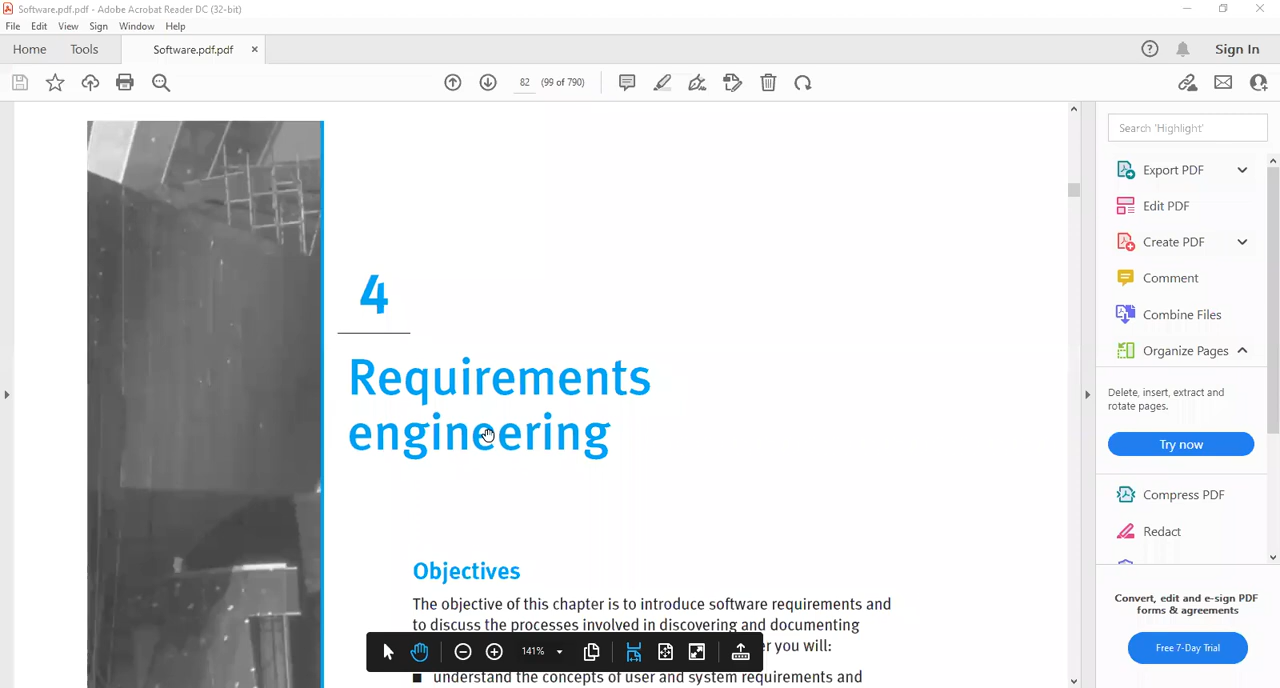 Software.pdf.pdf - Adobe Acrobat Reader DC (32-bit)
File Edit View Sign Window Help
Home Tools Software.pdf.pdf × Sign In
82 (99 of 790)
Search 'Highlight'
Export PDF
Edit PDF
Create PDF
Comment
Combine Files
Organize Pages
Delete, insert, extract and
rotate pages.
Try now
Compress PDF
Redact
Convert, edit and e-sign PDF
forms & agreements
Free 7-Day Trial
4
Requirements
engineering
Objectives
The objective of this chapter is to introduce software requirements and
to discuss the processes involved in discovering and documenting
er you will:
141%
■ understand the concepts of user and system requirements and